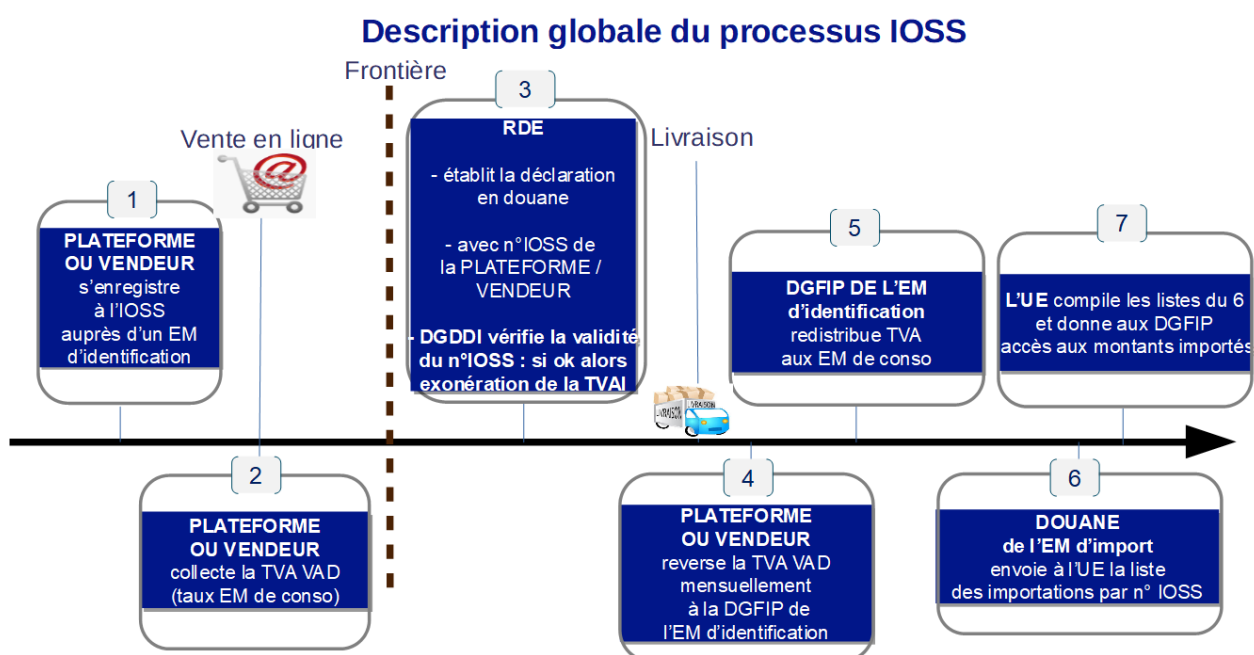 Description globale du processus IOSS
Frontière
Vente en ligne
Livraison
1
PLATEFORME
OU VENDEUR
s’enregistre
à l’IOSS
auprès d’un EM
d’identification
2
PLATEFORME
OU VENDEUR
collecte la TVA VAD
(taux EM de conso)
3
RDE
- établit la déclaration
en douane
- avec n°IOSS de
la PLATEFORME /
VENDEUR
- DGDDI vérifie la validité
du n°IOSS : si ok alors
exonération de la TVAI
LIVRAISON
LIVRAISON
4
PLATEFORME
OU VENDEUR
reverse la TVA VAD
mensuellement
à la DGFIP de
l’EM d’identification
5
DGFIP DE L’EM
d’identification
redistribue TVA
aux EM de conso
6
DOUANE
de l’EM d’import
envoie à l’UE la liste
des importations par n° IOSS
7
L’UE compile les listes du 6
et donne aux DGFIP
accès aux montants importés